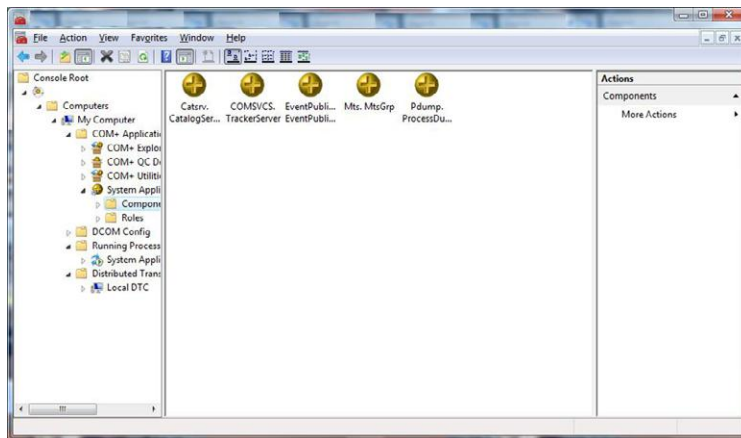 File Action View Favorites Window Help
Console Root
Computers
My Computer
COM+ Applicati
COM+ Explo
COM+ QC D
COM+ Utiliti
System Appli
Compone
Roles
DCOM Config
Running Process
System Appli
Distributed Trans
Local DTC
Catsrv.
CatalogSer...
COMSVCS.
TrackerServer
EventPubli...
EventPubli...
Mts. MtsGrp
Pdump.
ProcessDu...
Actions
Components
More Actions